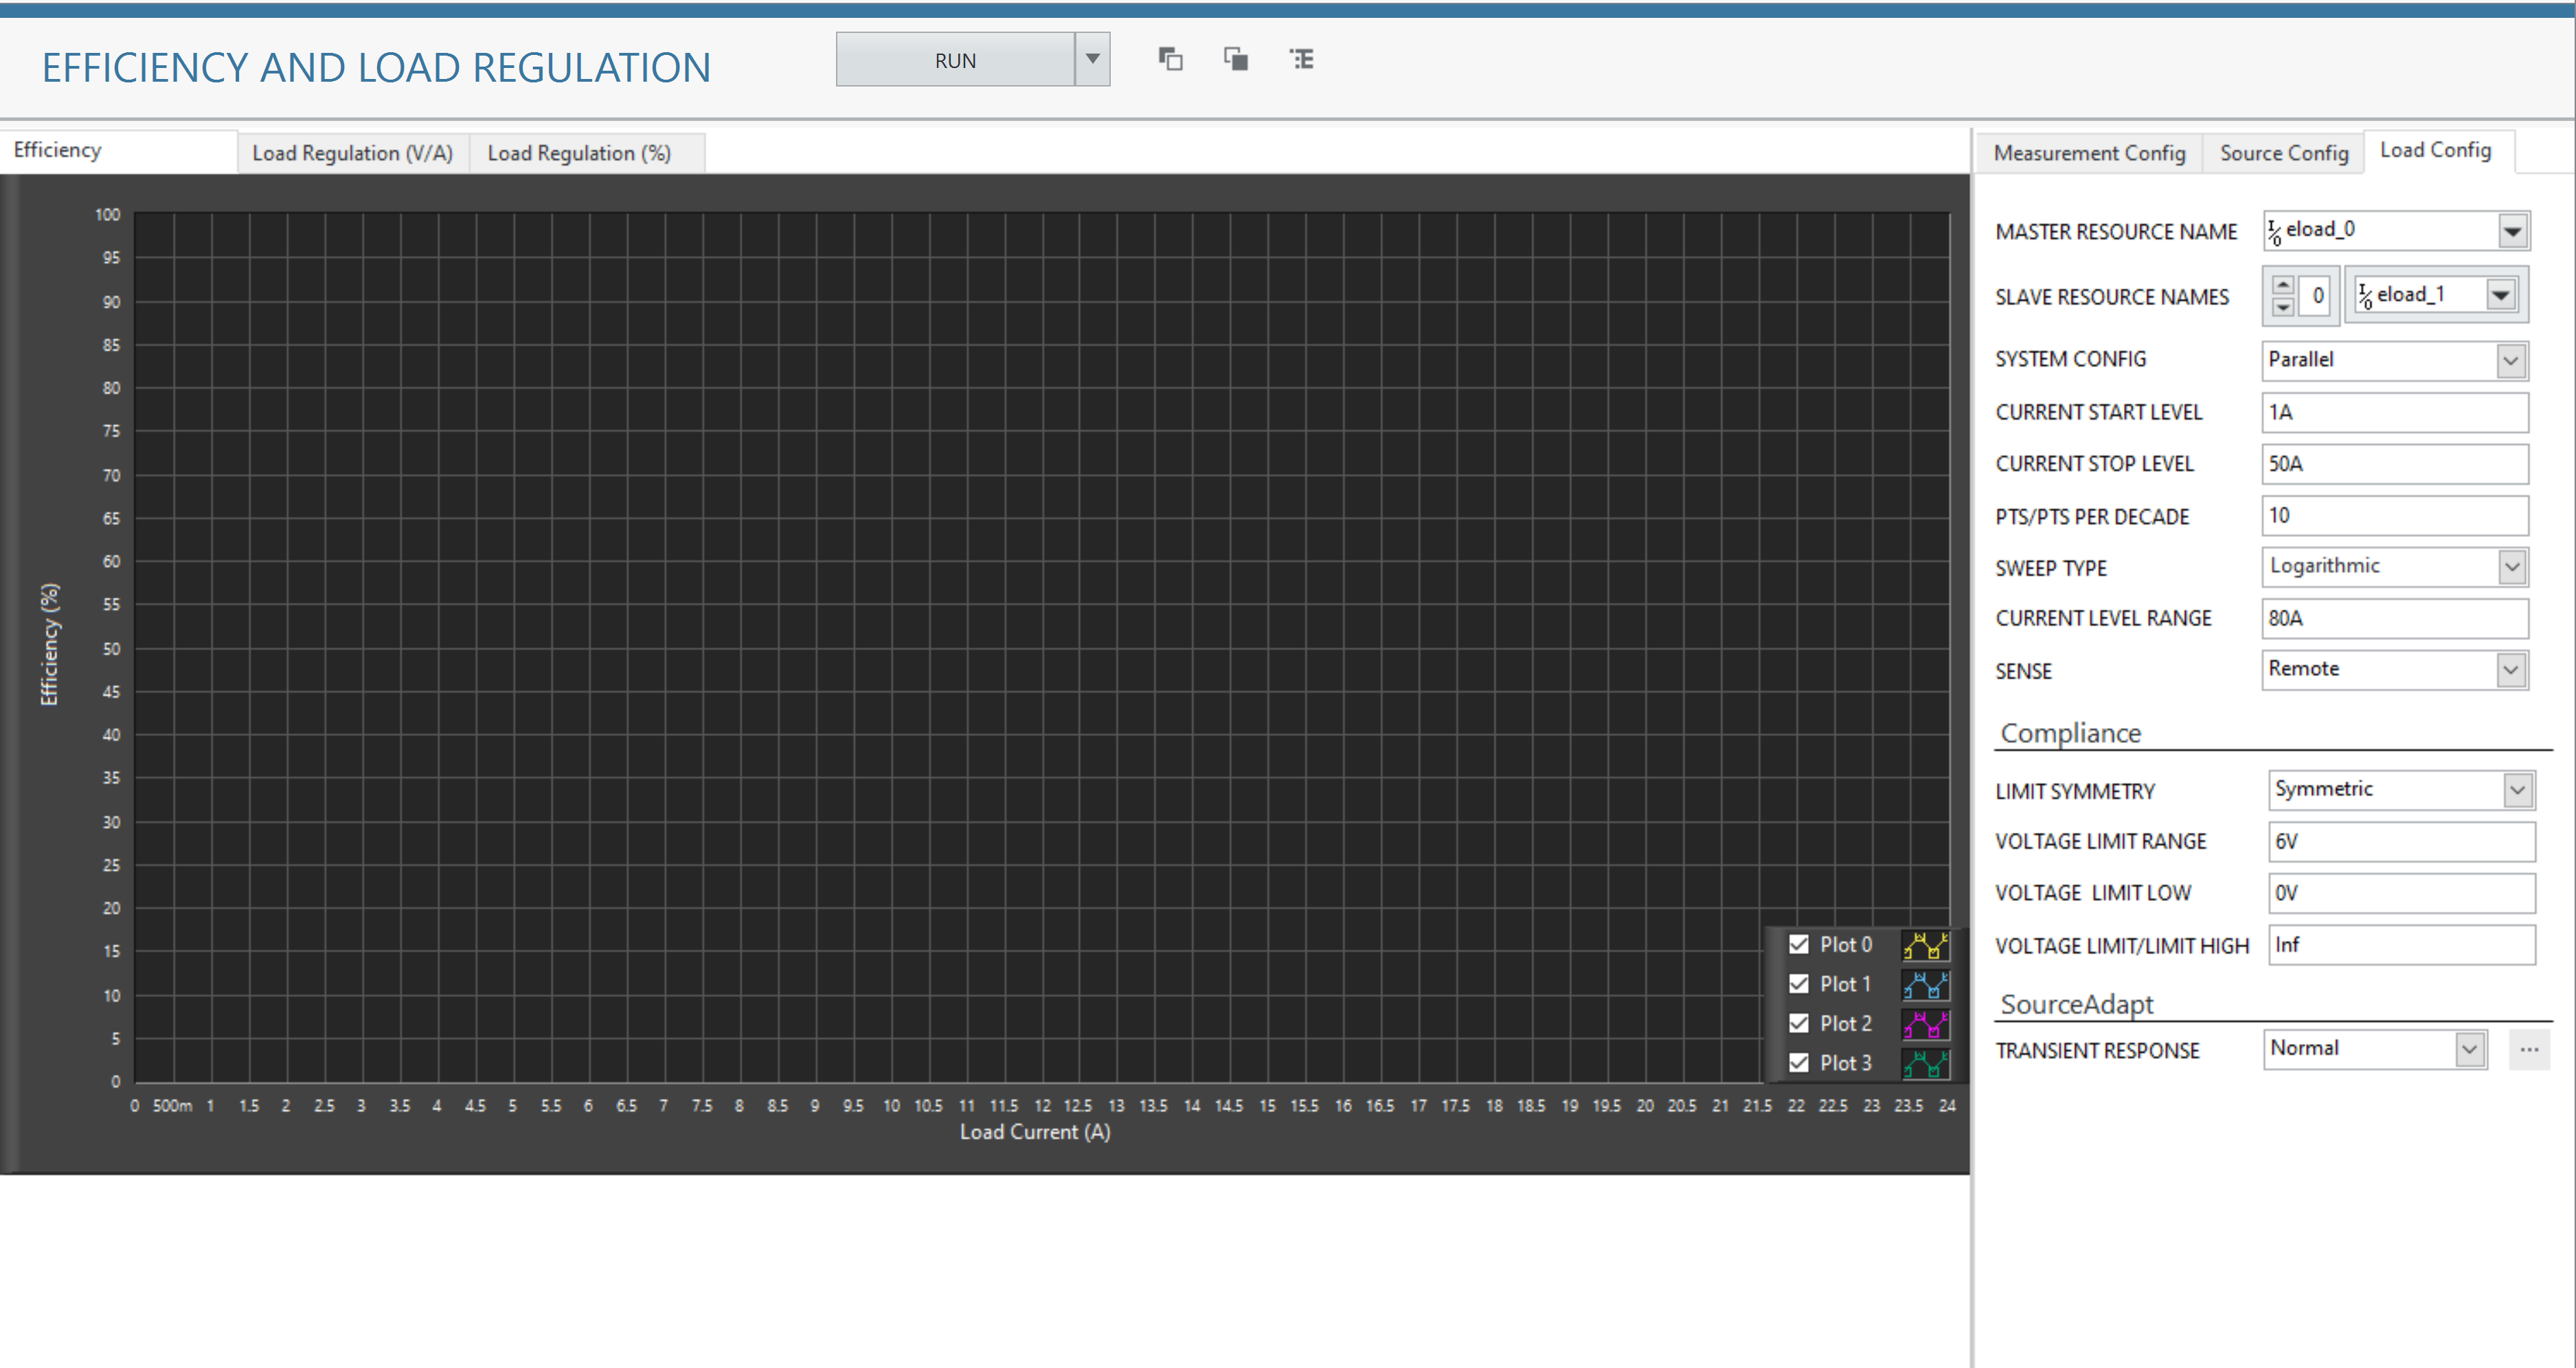 EFFICIENCY AND LOAD REGULATION
RUN
Efficiency
Load Regulation (V/A)
Load Regulation (%)
Measurement Config
Source Config
Load Config
100
95
90
85
80
75
70
65
60
55
50
45
40
35
30
25
20
15
10
5
0
Efficiency (%)
0 500m 1 1.5 2 2.5 3 3.5 4 4.5 5 5.5 6 6.5 7 7.5 8 8.5 9 9.5 10 10.5 11 11.5 12 12.5 13 13.5 14 14.5 15 15.5 16 16.5 17 17.5 18 18.5 19 19.5 20 20.5 21 21.5 22 22.5 23 23.5 24
Load Current (A)
Plot 0
Plot 1
Plot 2
Plot 3
MASTER RESOURCE NAME eload_0
SLAVE RESOURCE NAMES 0 eload_1
SYSTEM CONFIG Parallel
CURRENT START LEVEL 1A
CURRENT STOP LEVEL 50A
PTS/PTS PER DECADE 10
SWEEP TYPE Logarithmic
CURRENT LEVEL RANGE 80A
SENSE Remote
Compliance
LIMIT SYMMETRY Symmetric
VOLTAGE LIMIT RANGE 6V
VOLTAGE LIMIT LOW 0V
VOLTAGE LIMIT/LIMIT HIGH Inf
SourceAdapt
TRANSIENT RESPONSE Normal ...